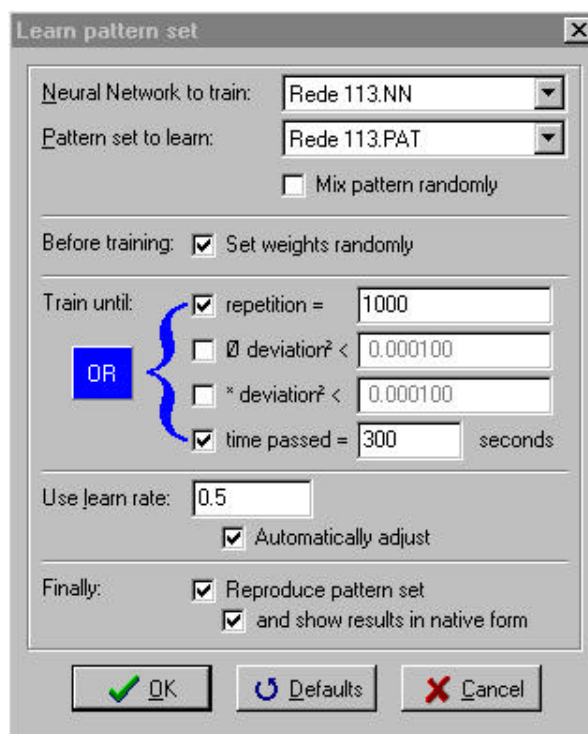 Learn pattern set
Neural Network to train: Rede 113.NN
Pattern set to learn: Rede 113.PAT
Mix pattern randomly
Before training: Set weights randomly
Train until: repetition = 1000
Ø deviation² < 0.000100
OR
* deviation² < 0.000100
time passed = 300 seconds
Use learn rate: 0.5
Automatically adjust
Finally: Reproduce pattern set
and show results in native form
OK Defaults Cancel